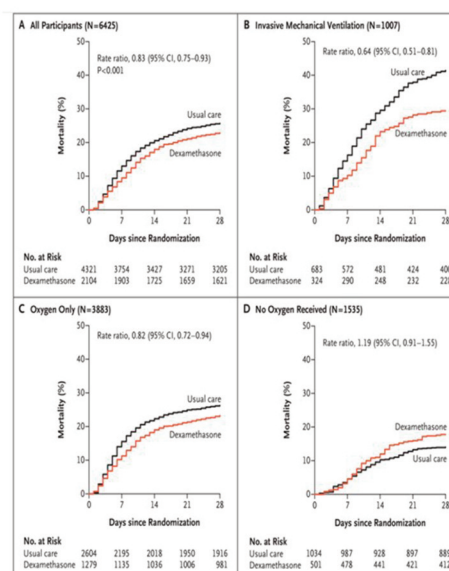 A All Participants (N=6425)
Rate ratio, 0.83 (95% CI, 0.75–0.93)
P<0.001
50
40
30
20
10
0
Mortality (%)
Usual care
Dexamethasone
0 7 14 21 28
Days since Randomization
No. at Risk
Usual care 4321 3754 3427 3271 3205
Dexamethasone 2104 1903 1725 1659 1621
B Invasive Mechanical Ventilation (N=1007)
Rate ratio, 0.64 (95% CI, 0.51–0.81)
50
40
30
20
10
0
Mortality (%)
Usual care
Dexamethasone
0 7 14 21 28
Days since Randomization
No. at Risk
Usual care 683 572 481 424 400
Dexamethasone 324 290 248 232 228
C Oxygen Only (N=3883)
Rate ratio, 0.82 (95% CI, 0.72–0.94)
50
40
30
20
10
0
Mortality (%)
Usual care
Dexamethasone
0 7 14 21 28
Days since Randomization
No. at Risk
Usual care 2604 2195 2018 1950 1916
Dexamethasone 1279 1135 1036 1006 981
D No Oxygen Received (N=1535)
Rate ratio, 1.19 (95% CI, 0.91–1.55)
50
40
30
20
10
0
Mortality (%)
Dexamethasone
Usual care
0 7 14 21 28
Days since Randomization
No. at Risk
Usual care 1034 987 928 897 889
Dexamethasone 501 478 441 421 412